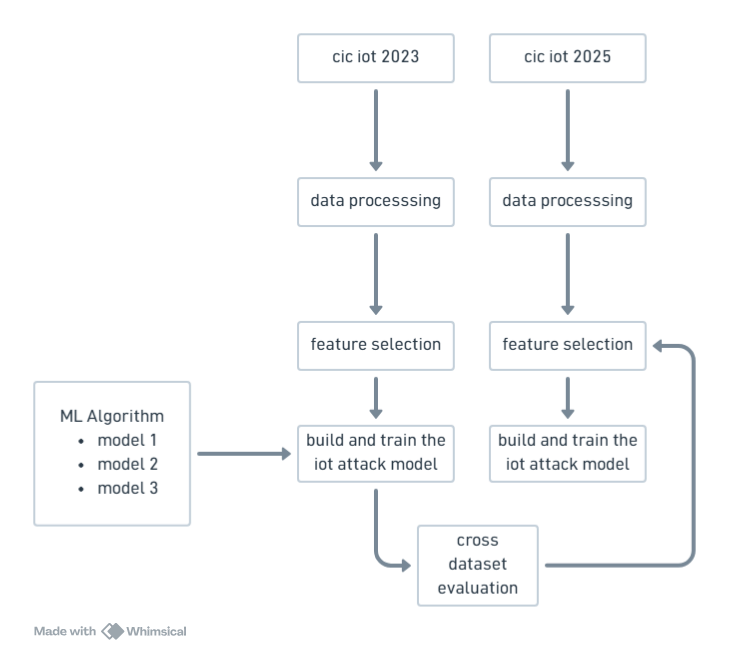 cic iot 2023
cic iot 2025
data processsing
data processsing
feature selection
feature selection
ML Algorithm
• model 1
• model 2
• model 3
build and train the
iot attack model
build and train the
iot attack model
cross
dataset
evaluation
Made with Whimsical